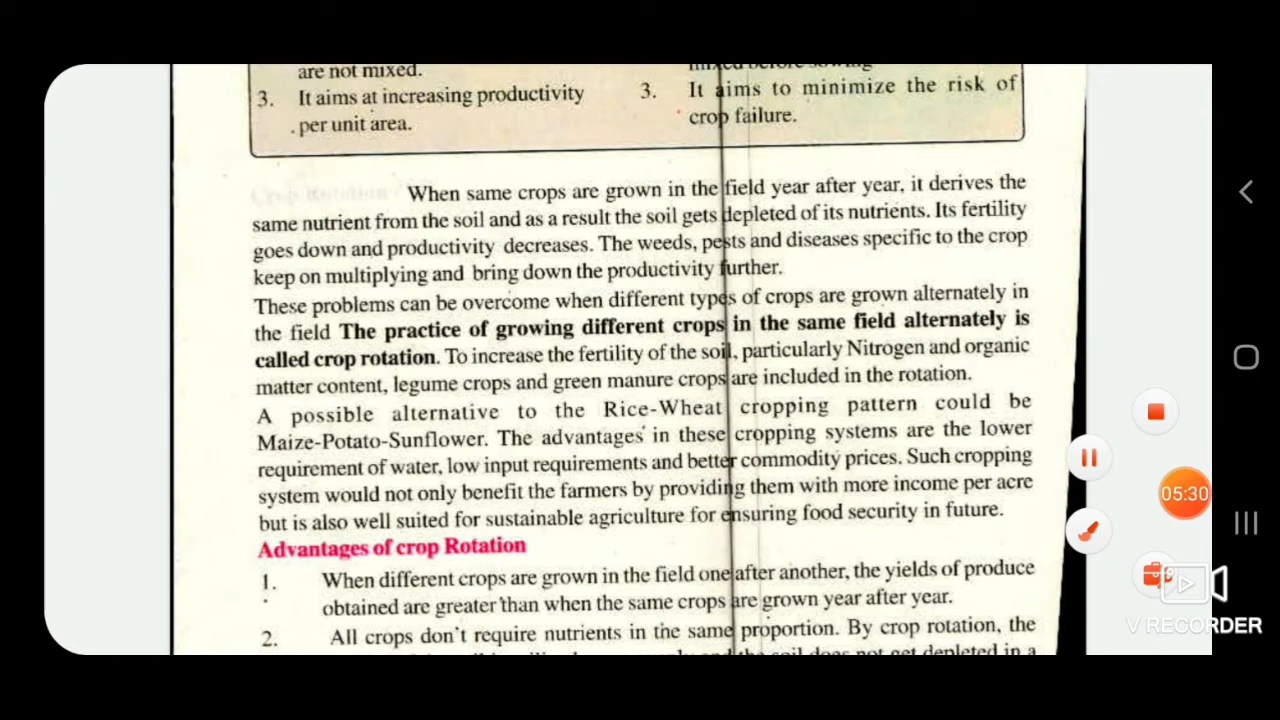 are not mixed.
mixed before sowing
3. It aims at increasing productivity
per unit area.
3. It aims to minimize the risk of
crop failure.
Crop Rotation When same crops are grown in the field year after year, it derives the
same nutrient from the soil and as a result the soil gets depleted of its nutrients. Its fertility
goes down and productivity decreases. The weeds, pests and diseases specific to the crop
keep on multiplying and bring down the productivity further.
These problems can be overcome when different types of crops are grown alternately in
the field The practice of growing different crops in the same field alternately is
called crop rotation. To increase the fertility of the soil, particularly Nitrogen and organic
matter content, legume crops and green manure crops are included in the rotation.
A possible alternative to the Rice-Wheat cropping pattern could be
Maize-Potato-Sunflower. The advantages in these cropping systems are the lower
requirement of water, low input requirements and better commodity prices. Such cropping
system would not only benefit the farmers by providing them with more income per acre
but is also well suited for sustainable agriculture for ensuring food security in future.
Advantages of crop Rotation
1. When different crops are grown in the field one after another, the yields of produce
obtained are greater than when the same crops are grown year after year.
2. All crops don't require nutrients in the same proportion. By crop rotation, the
the soil does not get depleted in a
05:30
V RECORDER